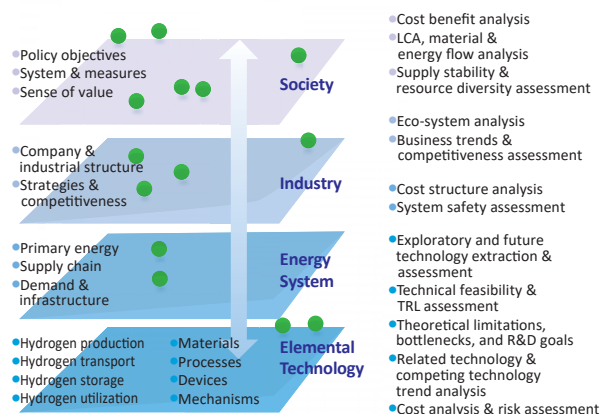 Policy objectives
System & measures
Sense of value
Society
Company &
industrial structure
Strategies &
competitiveness
Industry
Primary energy
Supply chain
Demand &
infrastructure
Energy
System
Hydrogen production
Hydrogen transport
Hydrogen storage
Hydrogen utilization
Materials
Processes
Devices
Mechanisms
Elemental
Technology
Cost benefit analysis
LCA, material &
energy flow analysis
Supply stability &
resource diversity assessment
Eco-system analysis
Business trends &
competitiveness assessment
Cost structure analysis
System safety assessment
Exploratory and future
technology extraction &
assessment
Technical feasibility &
TRL assessment
Theoretical limitations,
bottlenecks, and R&D goals
Related technology &
competing technology
trend analysis
Cost analysis & risk assessment